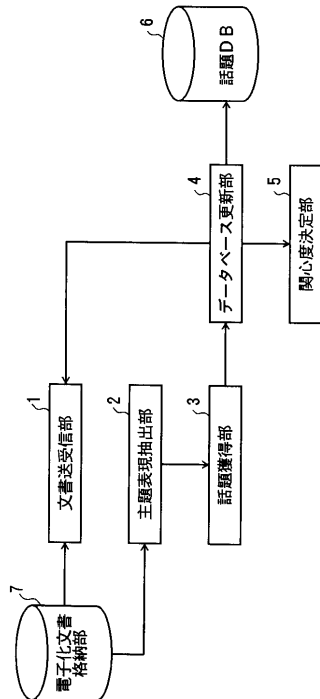 7
電子化文書
格納部
1
文書送受信部
2
主題表現抽出部
3
話題獲得部
4
データベース更新部
5
関心度決定部
6
話題DB